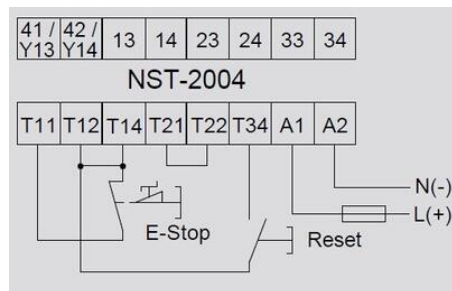 41 / 42 /
Y13 Y14 13 14 23 24 33 34
NST-2004
T11 T12 T14 T21 T22 T34 A1 A2
N(-)
L(+)
E-Stop
Reset